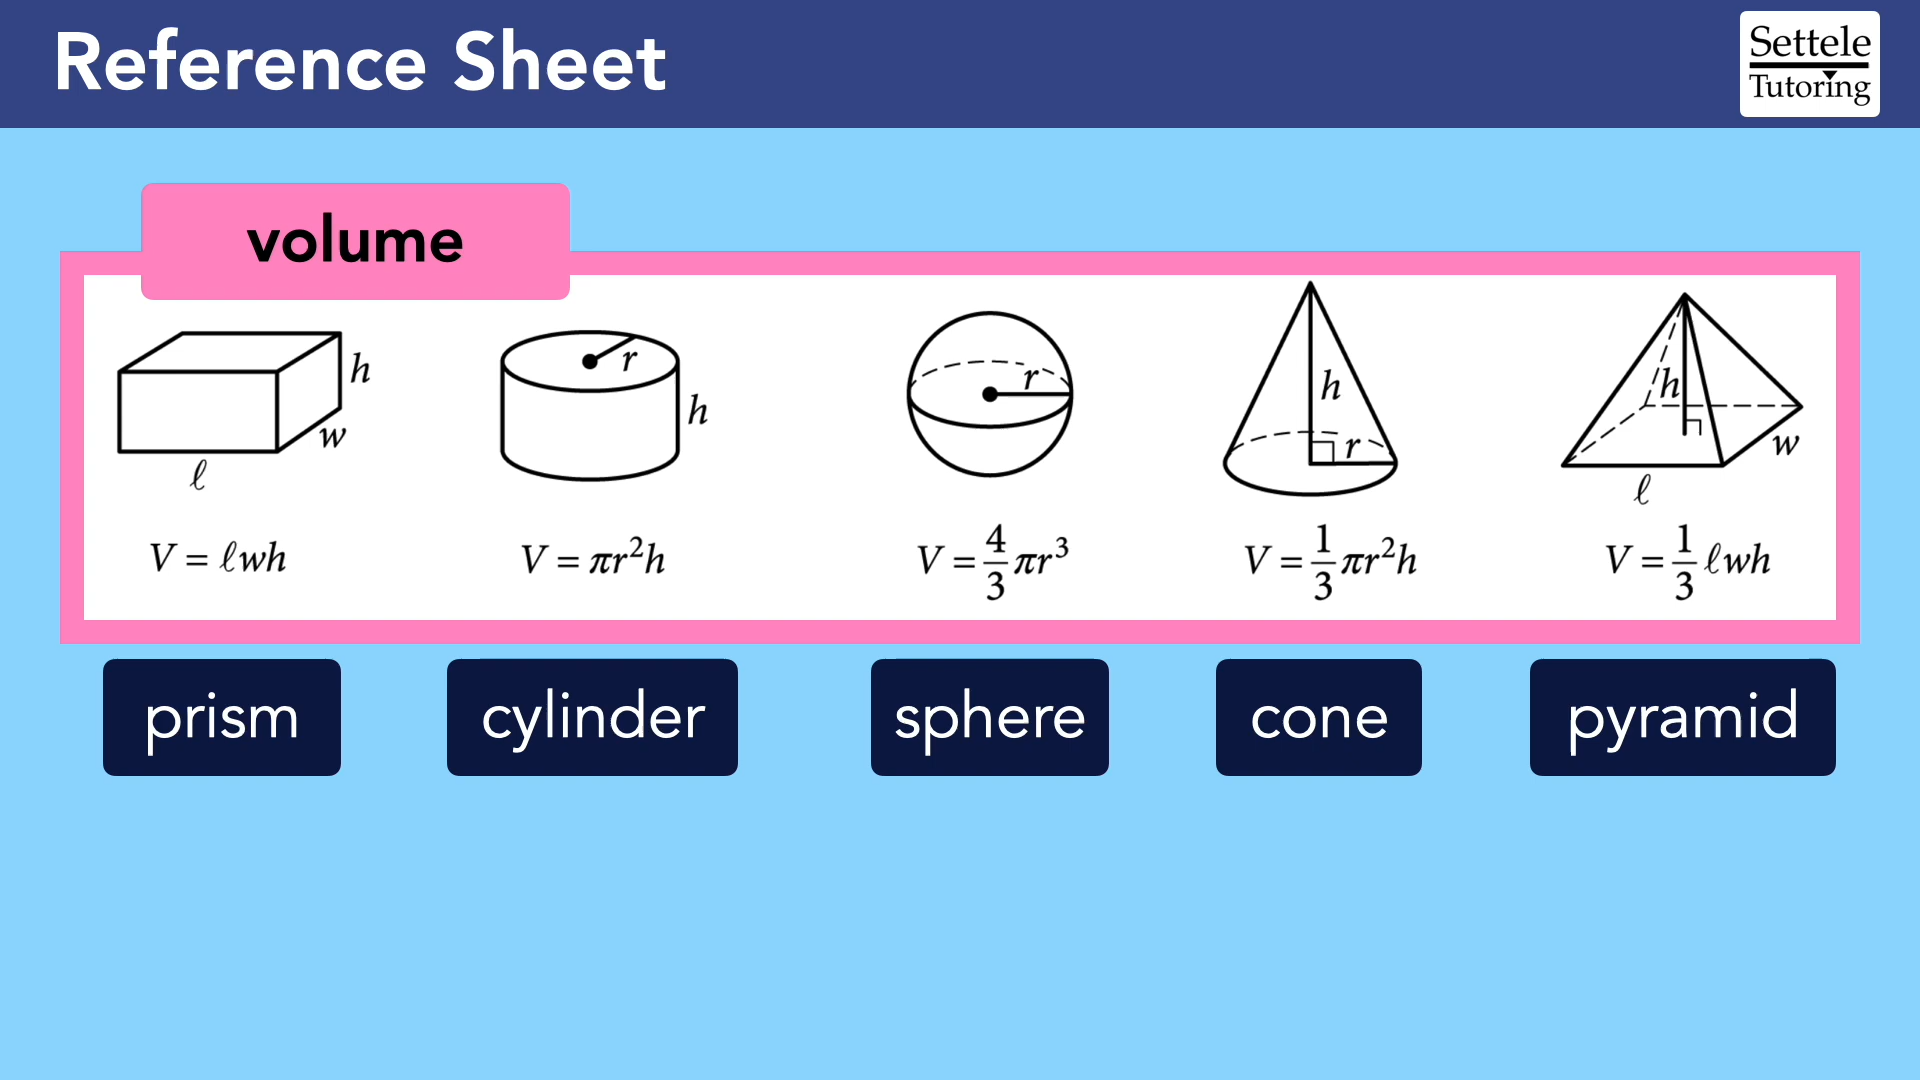 Reference Sheet
Settele
Tutoring
volume
h
w
ℓ
r
h
r
h
r
h
w
ℓ
V = ℓwh
V = πr²h
V = 4/3 πr³
V = 1/3 πr²h
V = 1/3 ℓwh
prism
cylinder
sphere
cone
pyramid